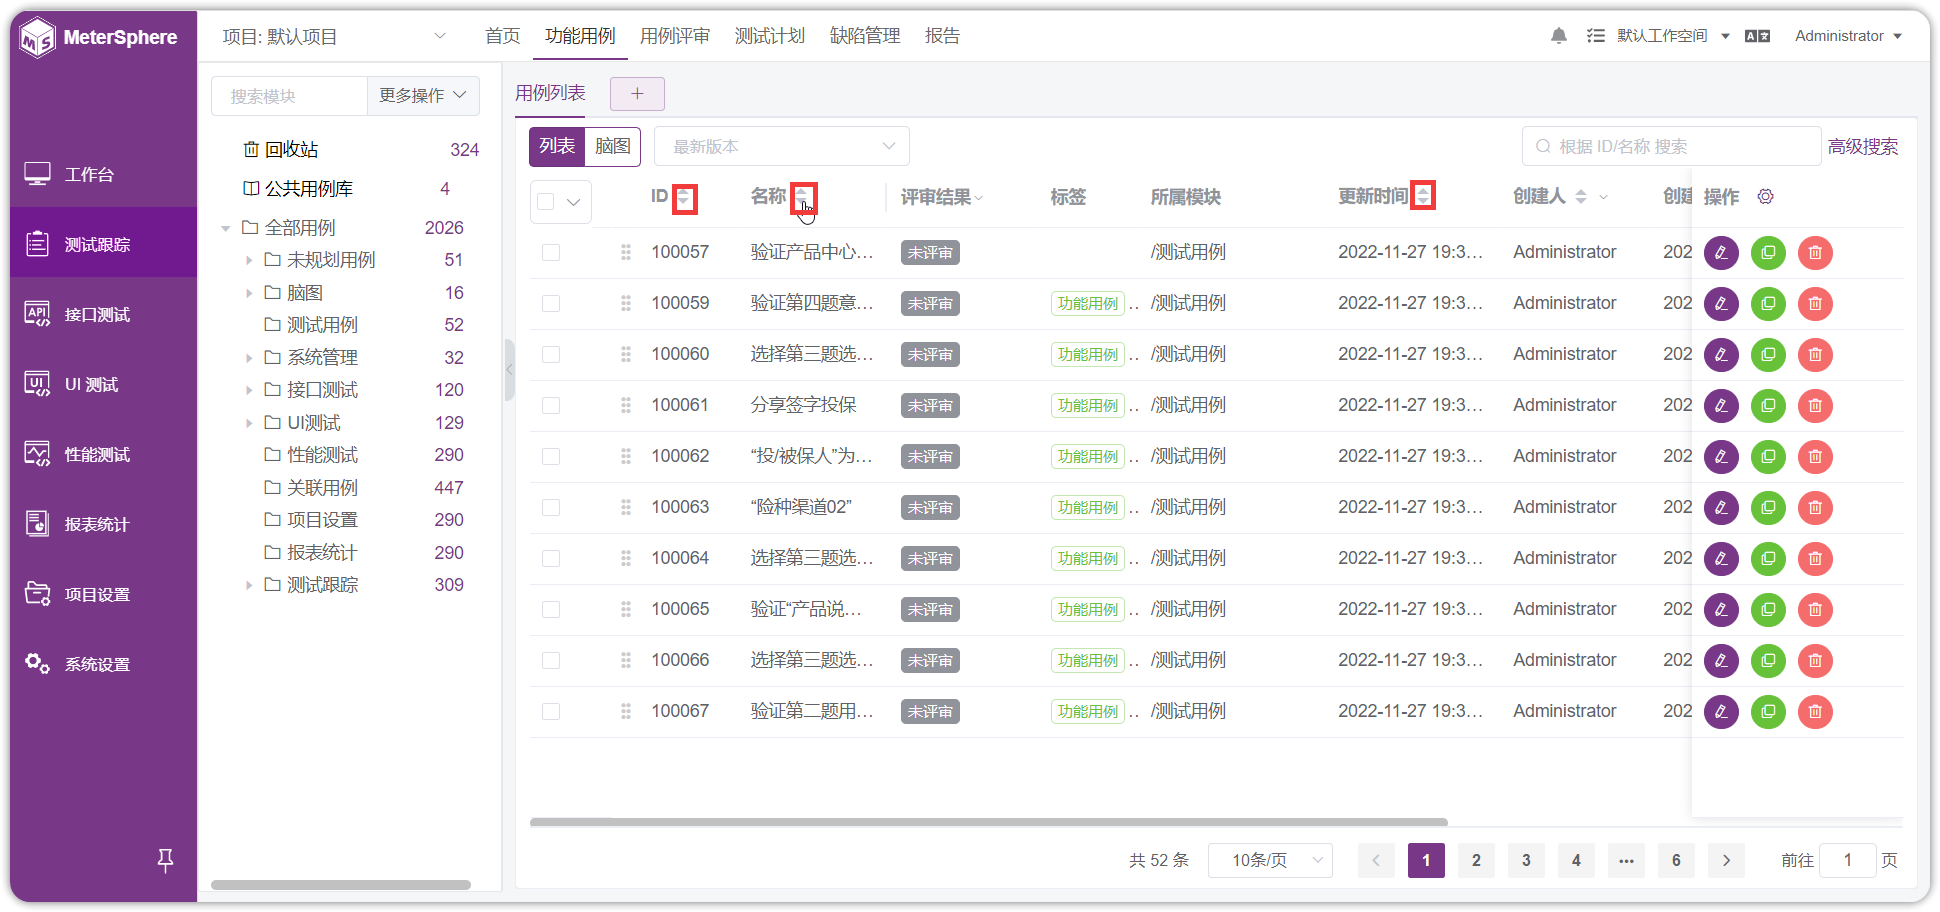 MeterSphere
项目: 默认项目
首页 功能用例 用例评审 测试计划 缺陷管理 报告
默认工作空间
Administrator
工作台
测试跟踪
API 接口测试
UI UI 测试
性能测试
报表统计
项目设置
系统设置
搜索模块 更多操作
回收站 324
公共用例库 4
全部用例 2026
未规划用例 51
脑图 16
测试用例 52
系统管理 32
接口测试 120
UI测试 129
性能测试 290
关联用例 447
项目设置 290
报表统计 290
测试跟踪 309
用例列表 +
列表 脑图 最新版本 根据 ID/名称 搜索 高级搜索
ID 名称 评审结果 标签 所属模块 更新时间 创建人 创建 操作
100057 验证产品中心... 未评审 /测试用例 2022-11-27 19:3... Administrator 202
100059 验证第四题意... 未评审 功能用例 .. /测试用例 2022-11-27 19:3... Administrator 202
100060 选择第三题选... 未评审 功能用例 .. /测试用例 2022-11-27 19:3... Administrator 202
100061 分享签字投保 未评审 功能用例 .. /测试用例 2022-11-27 19:3... Administrator 202
100062 “投/被保人”为... 未评审 功能用例 .. /测试用例 2022-11-27 19:3... Administrator 202
100063 “险种渠道02” 未评审 功能用例 .. /测试用例 2022-11-27 19:3... Administrator 202
100064 选择第三题选... 未评审 功能用例 .. /测试用例 2022-11-27 19:3... Administrator 202
100065 验证“产品说... 未评审 功能用例 .. /测试用例 2022-11-27 19:3... Administrator 202
100066 选择第三题选... 未评审 功能用例 .. /测试用例 2022-11-27 19:3... Administrator 202
100067 验证第二题用... 未评审 功能用例 .. /测试用例 2022-11-27 19:3... Administrator 202
共 52 条 10条/页 1 2 3 4 ... 6 前往 1 页